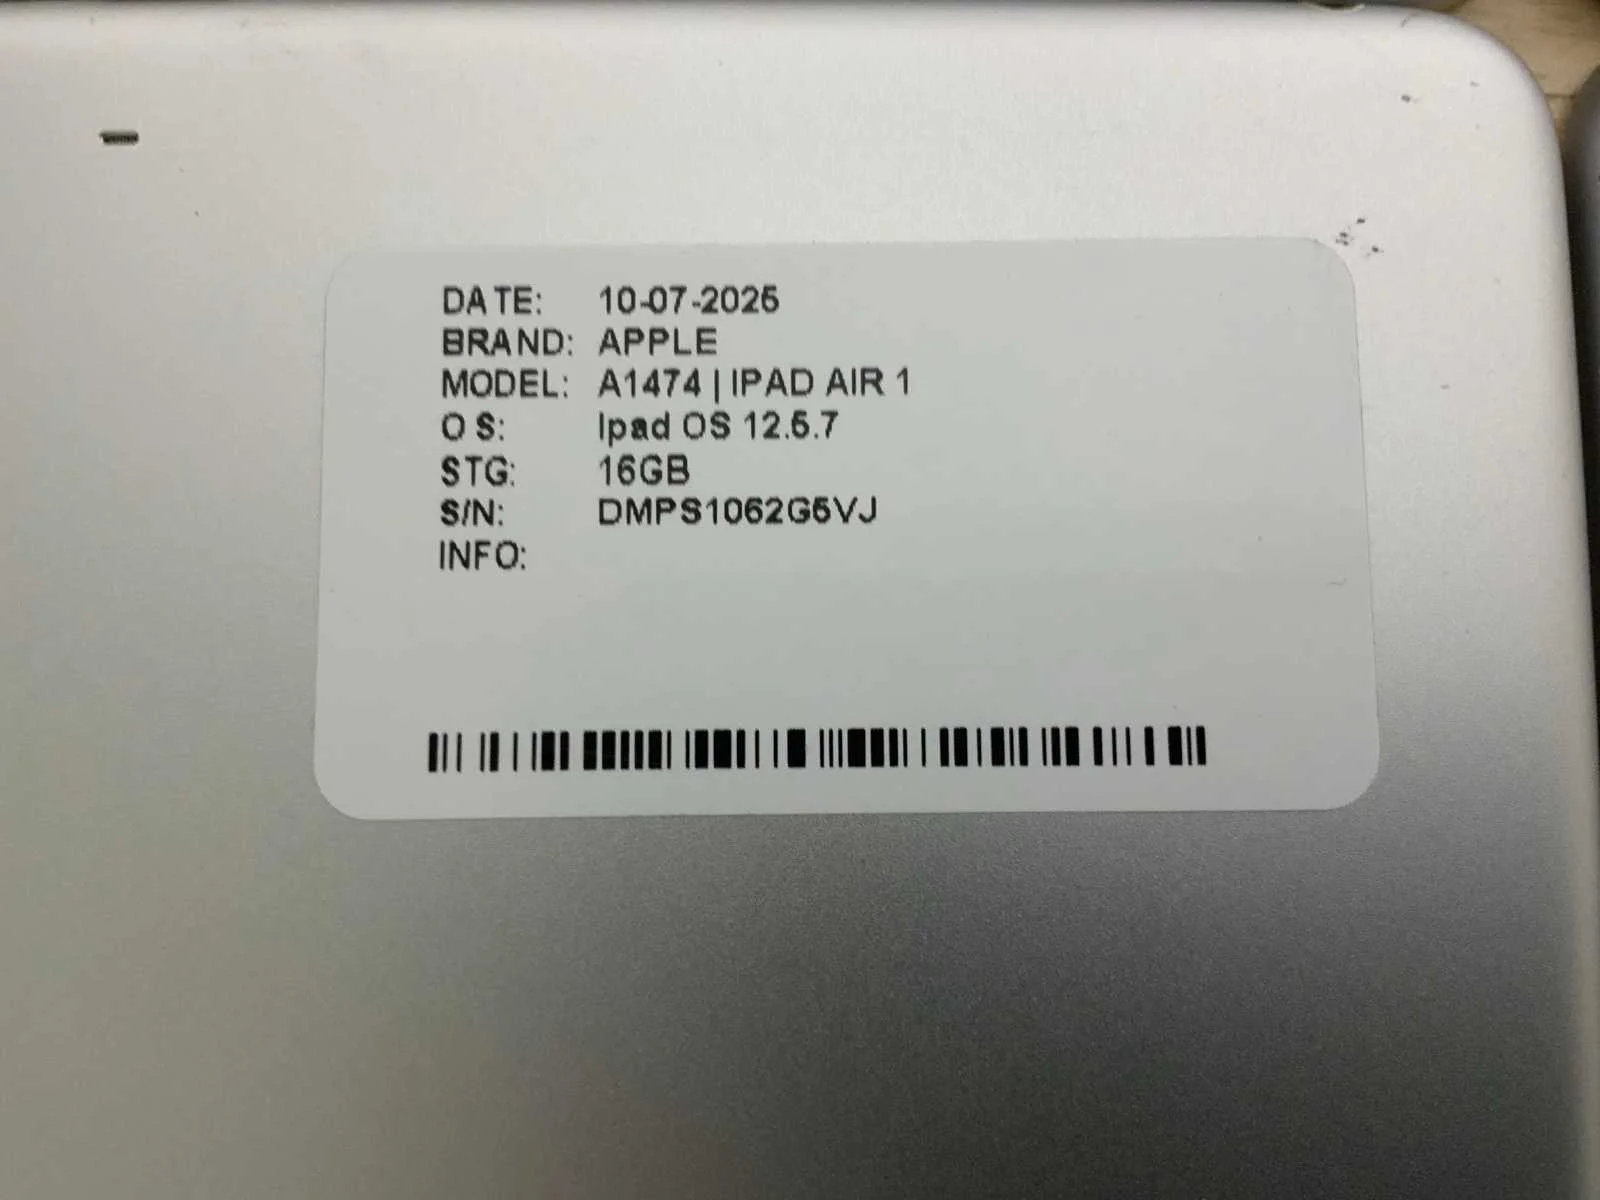 DATE: 10-07-2025
BRAND: APPLE
MODEL: A1474 | IPAD AIR 1
OS: Ipad OS 12.5.7
STG: 16GB
S/N: DMPS1062G5VJ
INFO: